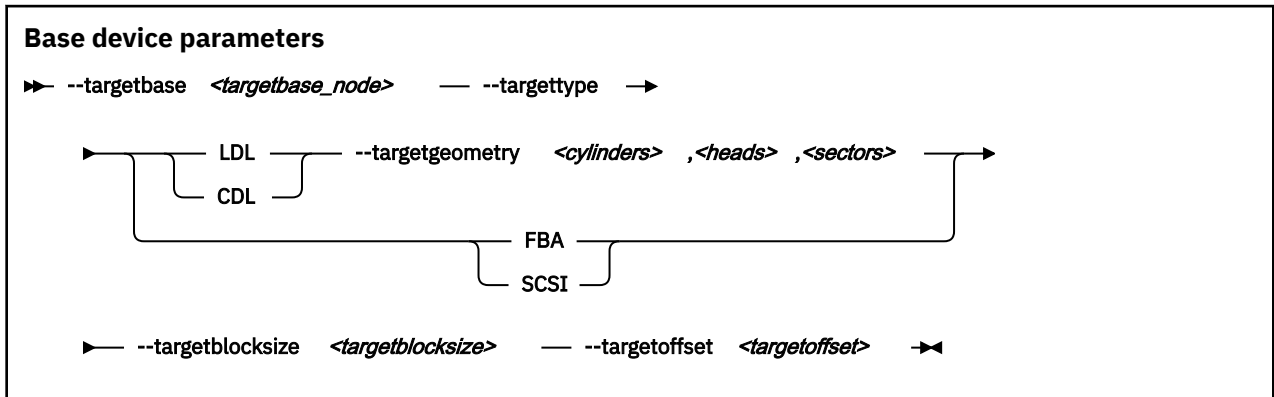 Base device parameters
--targetbase <targetbase_node> --targettype
LDL --targetgeometry <cylinders> ,<heads> ,<sectors>
CDL
FBA
SCSI
--targetblocksize <targetblocksize> --targetoffset <targetoffset>